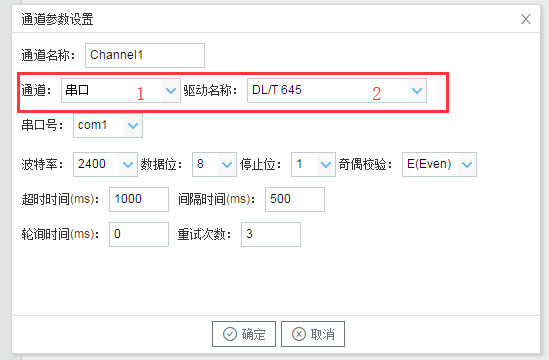 通道参数设置
通道名称: Channel1
通道: 串口 1 驱动名称: DL/T 645 2
串口号: com1
波特率: 2400 数据位: 8 停止位: 1 奇偶校验: E(Even)
超时时间(ms): 1000 间隔时间(ms): 500
轮询时间(ms): 0 重试次数: 3
确定 取消